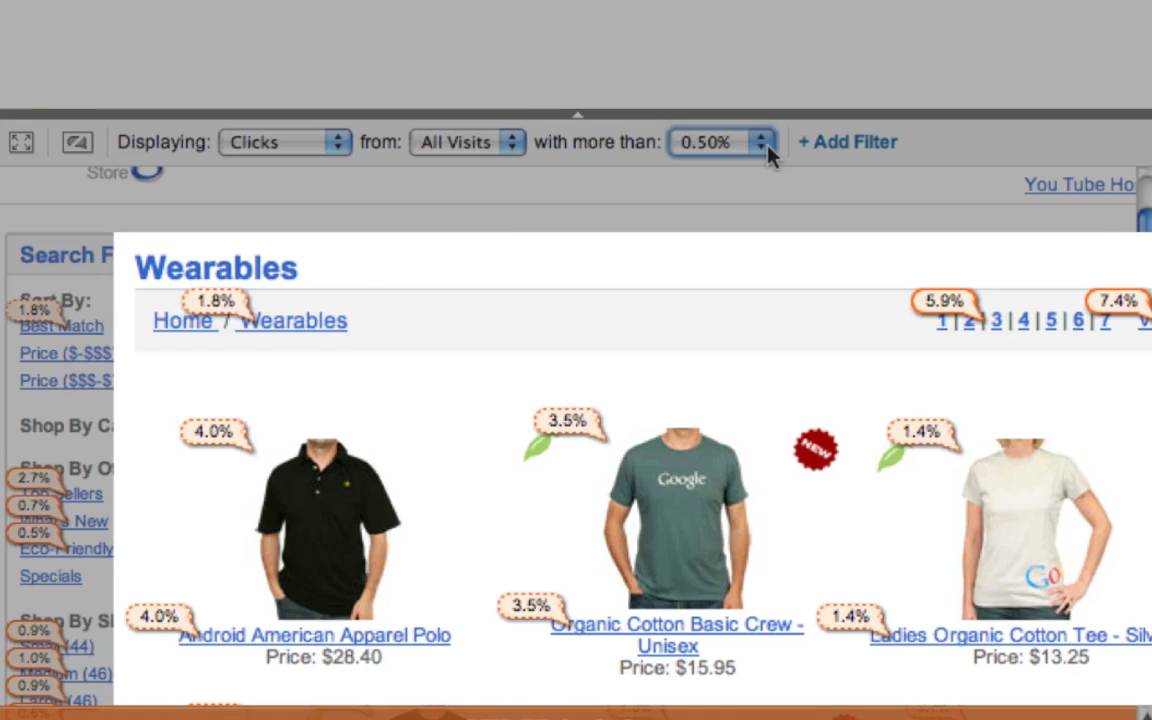 Displaying: Clicks from: All Visits with more than: 0.50% + Add Filter
Store
You Tube Ho
Search F
Wearables
Sort By:
1.8%
Best Match
1.8%
Home / Wearables
5.9%
7.4%
1 | 2 | 3 | 4 | 5 | 6 | 7
Price ($-$$$
Price ($$$-$
Shop By C
4.0%
3.5%
1.4%
NEW
Google
Go
Shop By O
2.7%
Top Sellers
0.7%
What's New
0.5%
Eco-Friendly
Specials
Shop By Si
0.9%
Small (44)
1.0%
Medium (46)
0.9%
Large (46)
4.0%
Android American Apparel Polo
Price: $28.40
3.5%
Organic Cotton Basic Crew -
Unisex
Price: $15.95
1.4%
Ladies Organic Cotton Tee - Silv
Price: $13.25